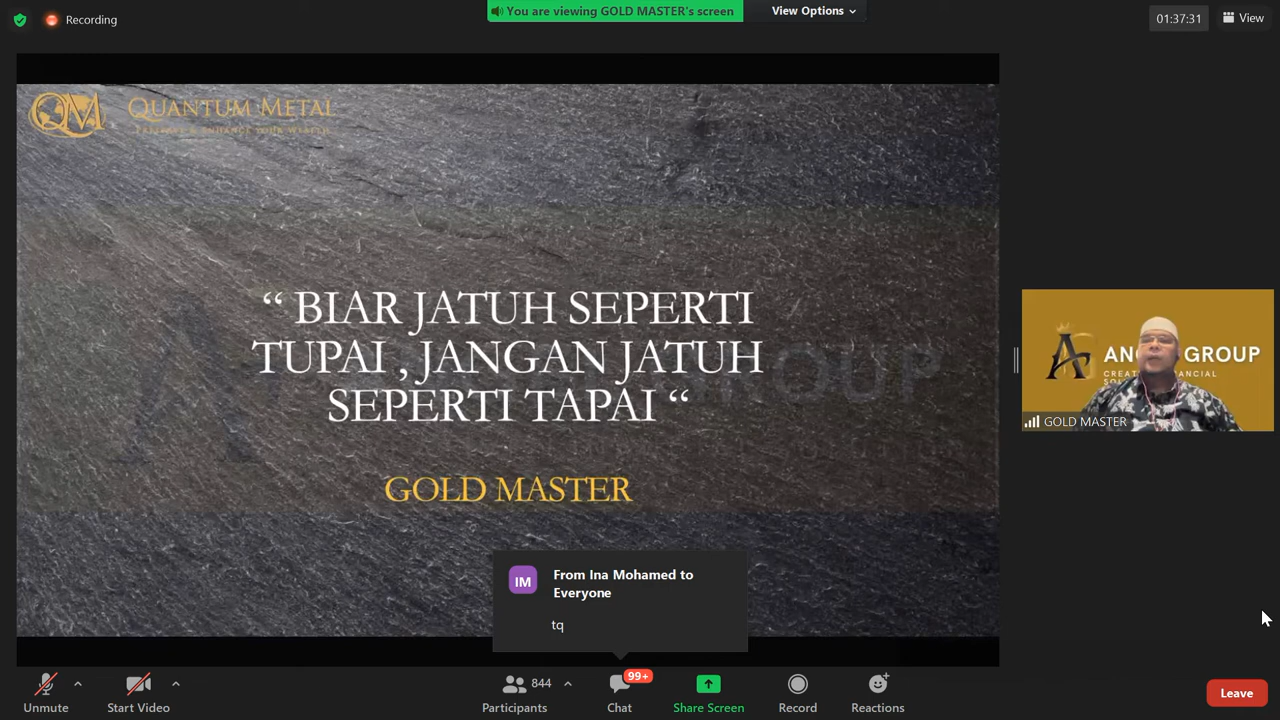 Recording
You are viewing GOLD MASTER's screen
View Options
01:37:31
View
QM
QUANTUM METAL
“ BIAR JATUH SEPERTI
TUPAI , JANGAN JATUH
SEPERTI TAPAI “
GOLD MASTER
GROUP
GOLD MASTER
IM
From Ina Mohamed to
Everyone
tq
Unmute
Start Video
844
Participants
99+
Chat
Share Screen
Record
Reactions
Leave